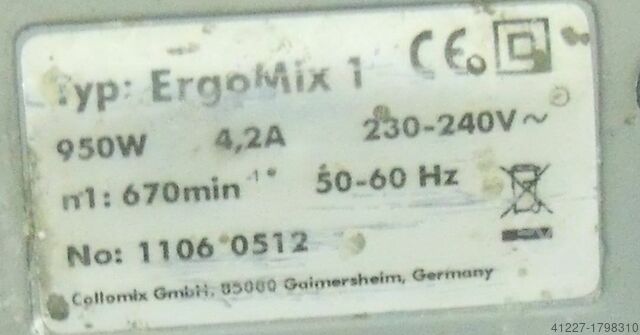 Typ: ErgoMix 1 CE
950W 4,2A 230-240V~
n1: 670min⁻¹ 50-60 Hz
No: 1106 0512
Collomix GmbH, 85080 Gaimersheim, Germany
41227-1798310